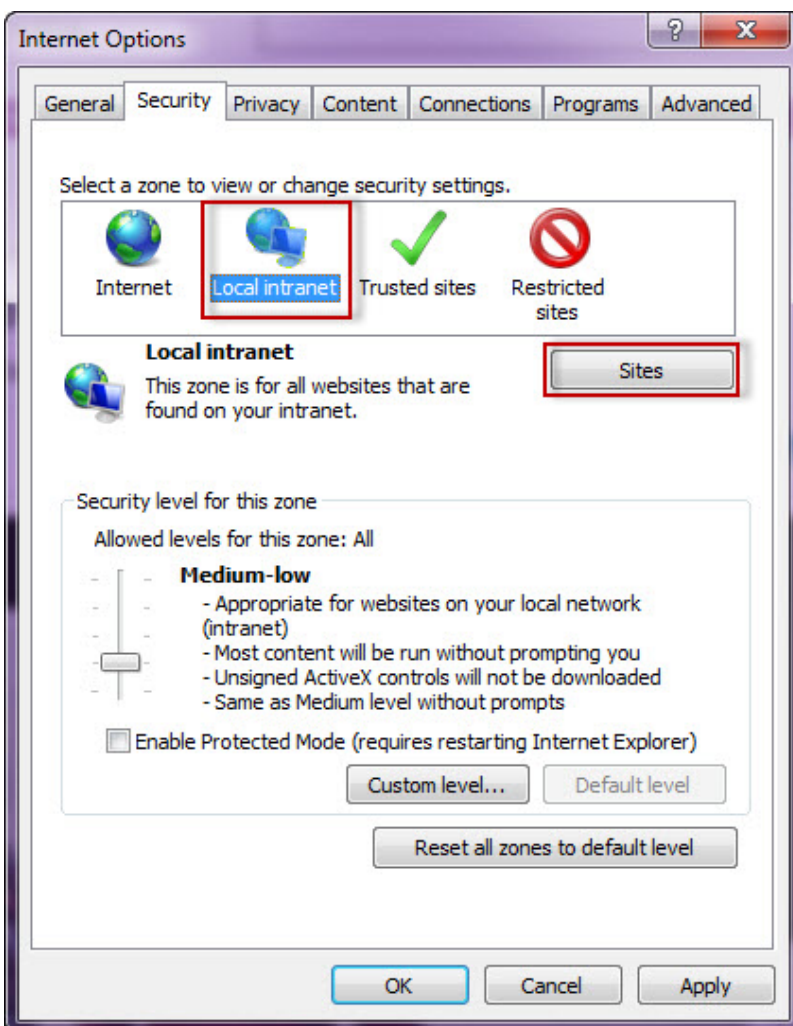 Internet Options
General Security Privacy Content Connections Programs Advanced
Select a zone to view or change security settings.
Internet Local intranet Trusted sites Restricted
sites
Local intranet
This zone is for all websites that are
found on your intranet.
Sites
Security level for this zone
Allowed levels for this zone: All
Medium-low
- Appropriate for websites on your local network
(intranet)
- Most content will be run without prompting you
- Unsigned ActiveX controls will not be downloaded
- Same as Medium level without prompts
Enable Protected Mode (requires restarting Internet Explorer)
Custom level... Default level
Reset all zones to default level
OK Cancel Apply